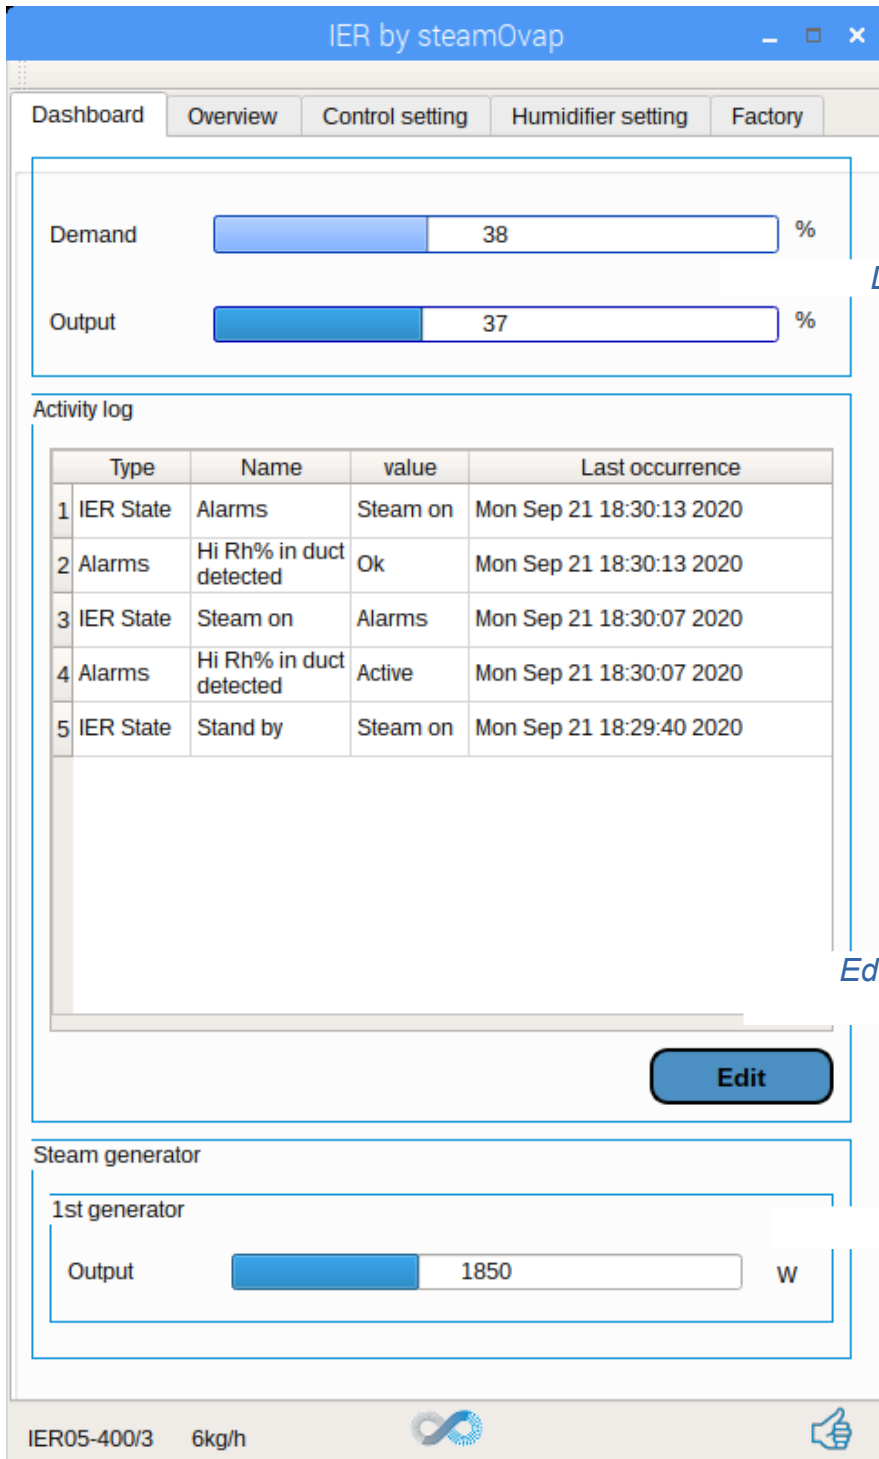 IER by steamOvap
Dashboard Overview Control setting Humidifier setting Factory
Demand 38 %
Output 37 %
Activity log
Type Name value Last occurrence
1 IER State Alarms Steam on Mon Sep 21 18:30:13 2020
2 Alarms Hi Rh% in duct detected Ok Mon Sep 21 18:30:13 2020
3 IER State Steam on Alarms Mon Sep 21 18:30:07 2020
4 Alarms Hi Rh% in duct detected Active Mon Sep 21 18:30:07 2020
5 IER State Stand by Steam on Mon Sep 21 18:29:40 2020
Ed
Edit
Steam generator
1st generator
Output 1850 W
IER05-400/3 6kg/h